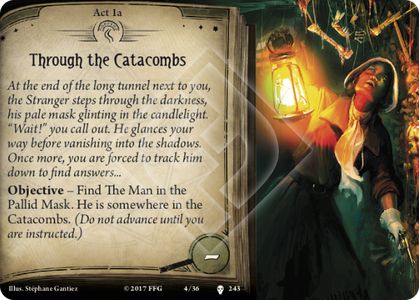 Act 1a
Through the Catacombs
At the end of the long tunnel next to you,
the Stranger steps through the darkness,
his pale mask glinting in the candlelight.
“Wait!” you call out. He glances your
way before vanishing into the shadows.
Once more, you are forced to track him
down to find answers…
Objective – Find The Man in the
Pallid Mask. He is somewhere in the
Catacombs. (Do not advance until you
are instructed.)
–
Illus. Stéphane Gantiez
© 2017 FFG
4/36
243